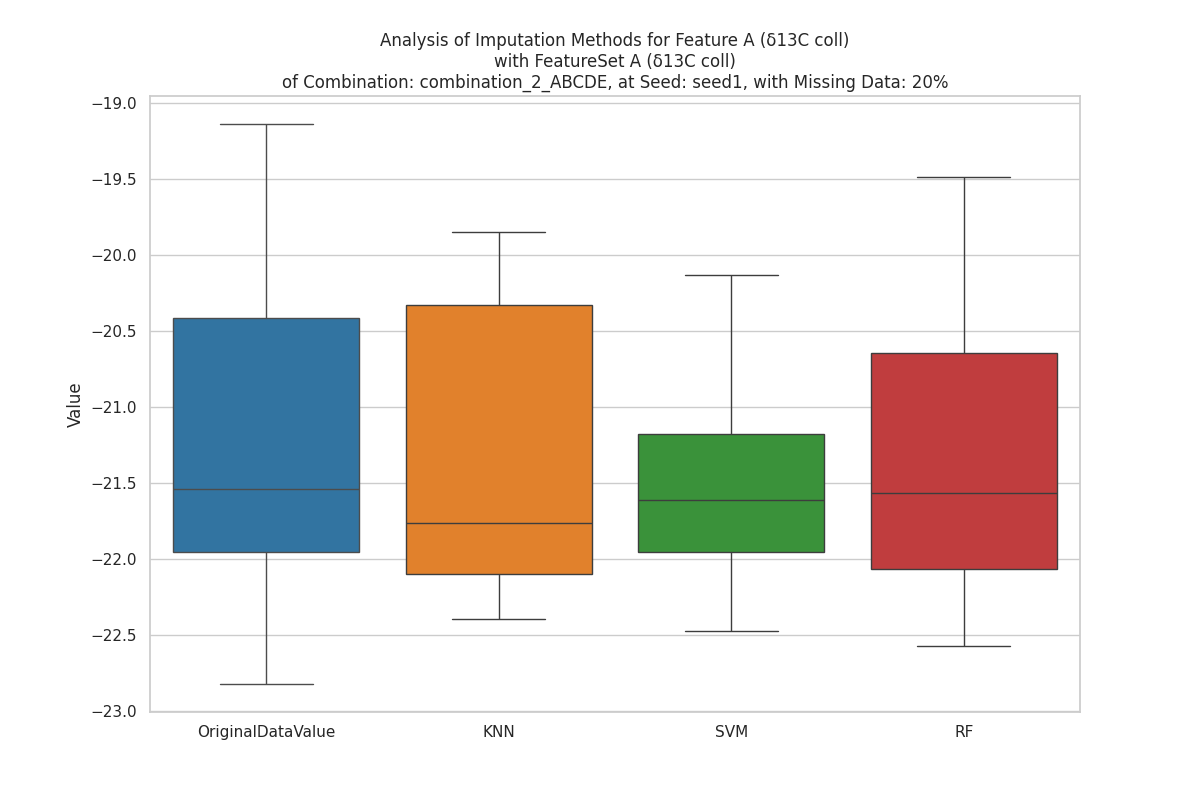 Analysis of Imputation Methods for Feature A (δ13C coll)
with FeatureSet A (δ13C coll)
of Combination: combination_2_ABCDE, at Seed: seed1, with Missing Data: 20%
−19.0
−19.5
−20.0
−20.5
−21.0
−21.5
−22.0
−22.5
−23.0
Value
OriginalDataValue
KNN
SVM
RF